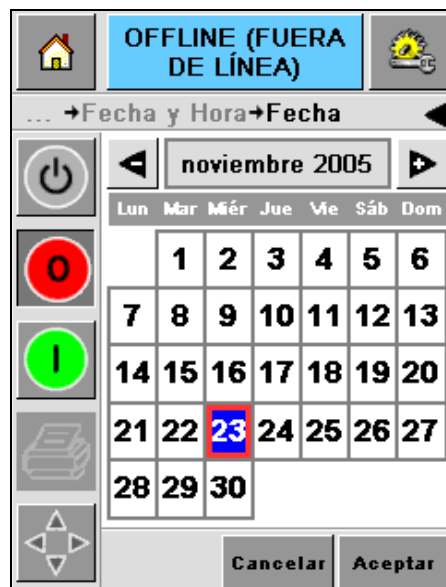 OFFLINE (FUERA
DE LÍNEA)
... →Fecha y Hora→Fecha
noviembre 2005
Lun Mar Miér Jue Vie Sáb Dom
1 2 3 4 5 6
7 8 9 10 11 12 13
14 15 16 17 18 19 20
21 22 23 24 25 26 27
28 29 30
Cancelar Aceptar